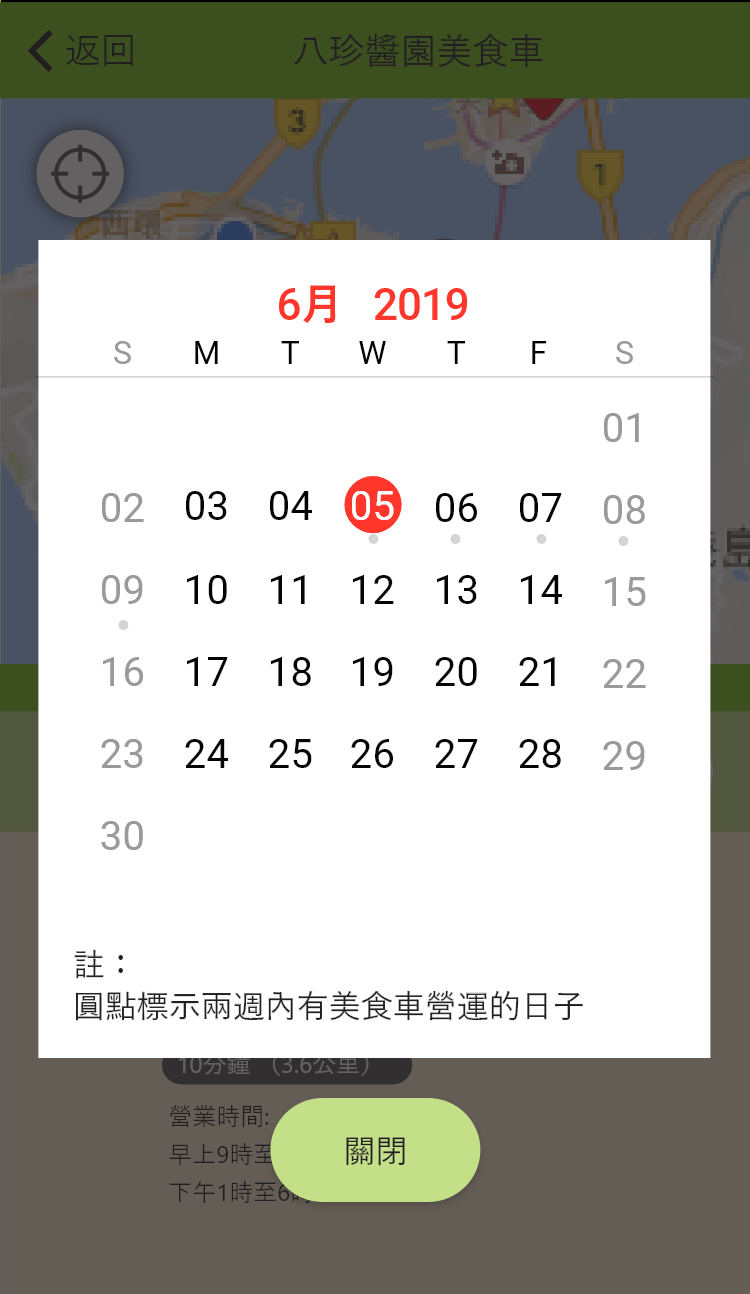 返回
八珍醬園美食車
3
1
西環
6月 2019
S M T W T F S
01
02 03 04 05 06 07 08
09 10 11 12 13 14 15
16 17 18 19 20 21 22
23 24 25 26 27 28 29
30
註：
圓點標示兩週內有美食車營運的日子
10分鐘 （3.6公里）
營業時間:
早上9時至
下午1時至6
關閉